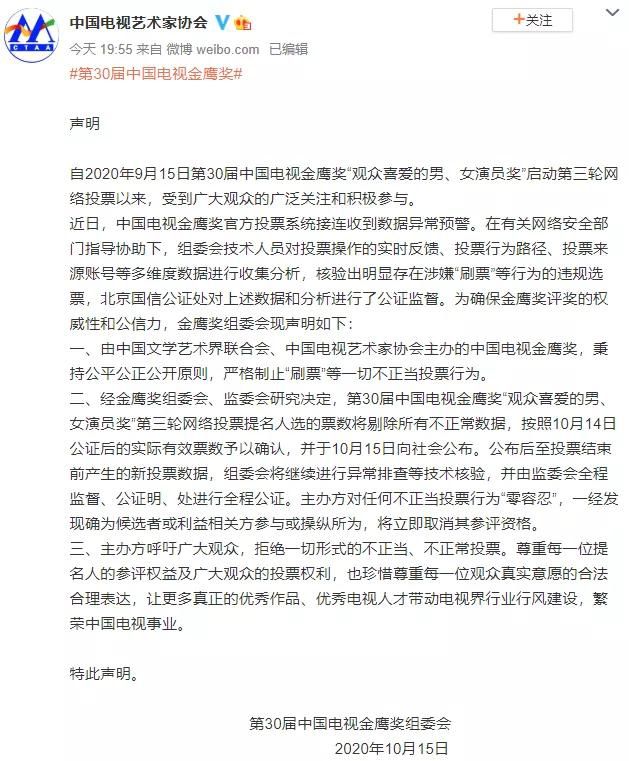 中国电视艺术家协会
+关注
CTAA
今天 19:55 来自 微博 weibo.com 已编辑
#第30届中国电视金鹰奖#
声明
自2020年9月15日第30届中国电视金鹰奖“观众喜爱的男、女演员奖”启动第三轮网
络投票以来，受到广大观众的广泛关注和积极参与。
近日，中国电视金鹰奖官方投票系统接连收到数据异常预警。在有关网络安全部
门指导协助下，组委会技术人员对投票操作的实时反馈、投票行为路径、投票来
源账号等多维度数据进行收集分析，核验出明显存在涉嫌“刷票”等行为的违规选
票，北京国信公证处对上述数据和分析进行了公证监督。为确保金鹰奖评奖的权
威性和公信力，金鹰奖组委会现声明如下：
一、由中国文学艺术界联合会、中国电视艺术家协会主办的中国电视金鹰奖，秉
持公平公正公开原则，严格制止“刷票”等一切不正当投票行为。
二、经金鹰奖组委会、监委会研究决定，第30届中国电视金鹰奖“观众喜爱的男、
女演员奖”第三轮网络投票提名人选的票数将剔除所有不正常数据，按照10月14日
公证后的实际有效票数予以确认，并于10月15日向社会公布。公布后至投票结束
前产生的新投票数据，组委会将继续进行异常排查等技术核验，并由监委会全程
监督、公证明、处进行全程公证。主办方对任何不正当投票行为“零容忍”，一经发
现确为候选者或利益相关方参与或操纵所为，将立即取消其参评资格。
三、主办方呼吁广大观众，拒绝一切形式的不正当、不正常投票。尊重每一位提
名人的参评权益及广大观众的投票权利，也珍惜尊重每一位观众真实意愿的合法
合理表达，让更多真正的优秀作品、优秀电视人才带动电视界行业行风建设，繁
荣中国电视事业。
特此声明。
第30届中国电视金鹰奖组委会
2020年10月15日